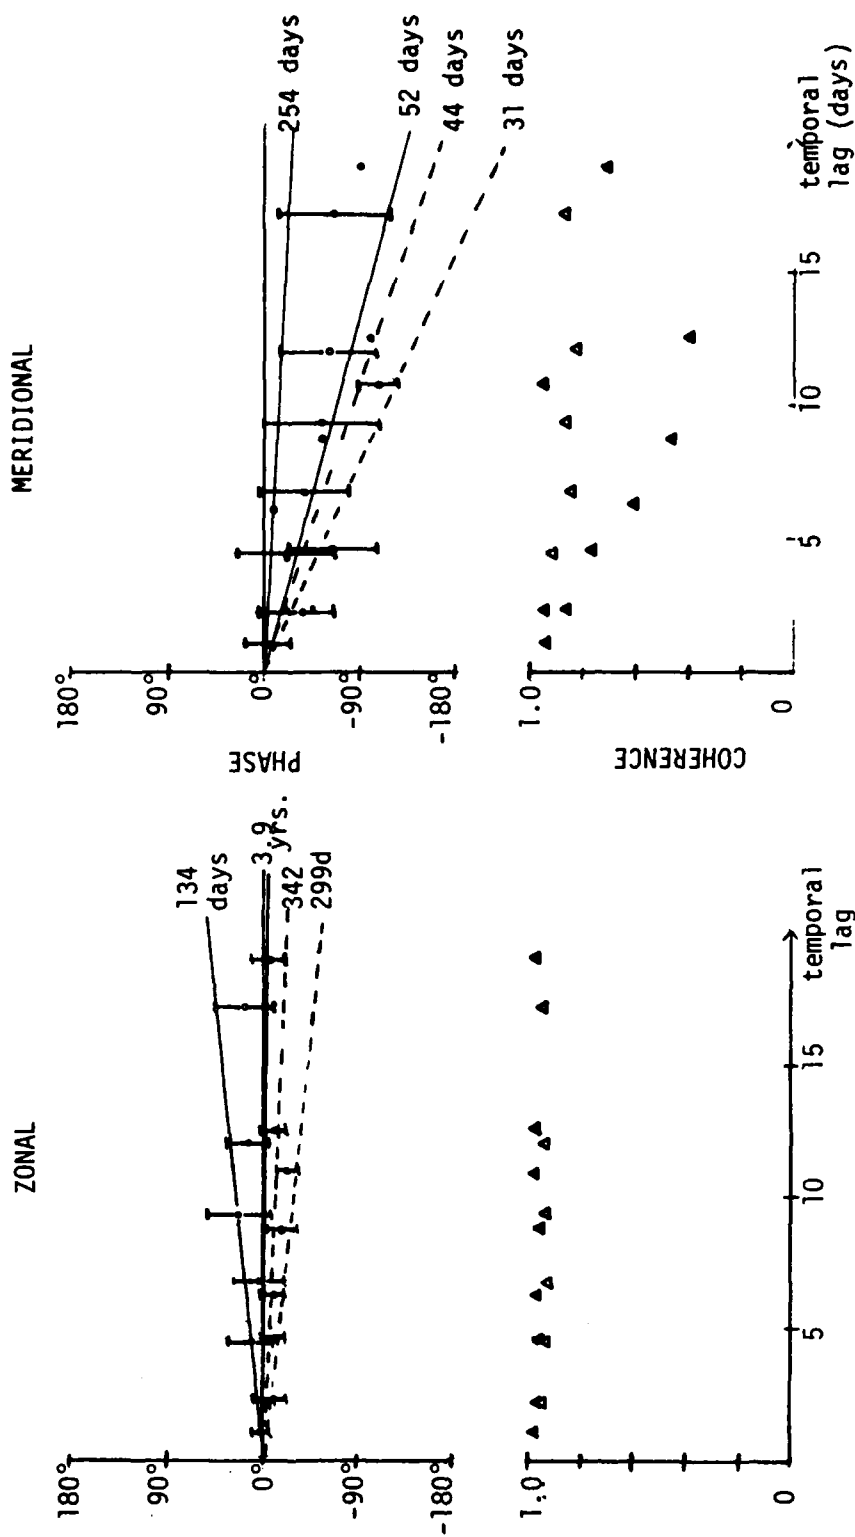 ZONAL
180°
90°
0°
-90°
-180°
134
days
3.9
yrs.
342
299d
1.0
0
5
10
15
temporal
lag
MERIDIONAL
PHASE
180°
90°
0°
-90°
-180°
254 days
52 days
44 days
31 days
COHERENCE
1.0
0
5
10
15
temporal
lag (days)